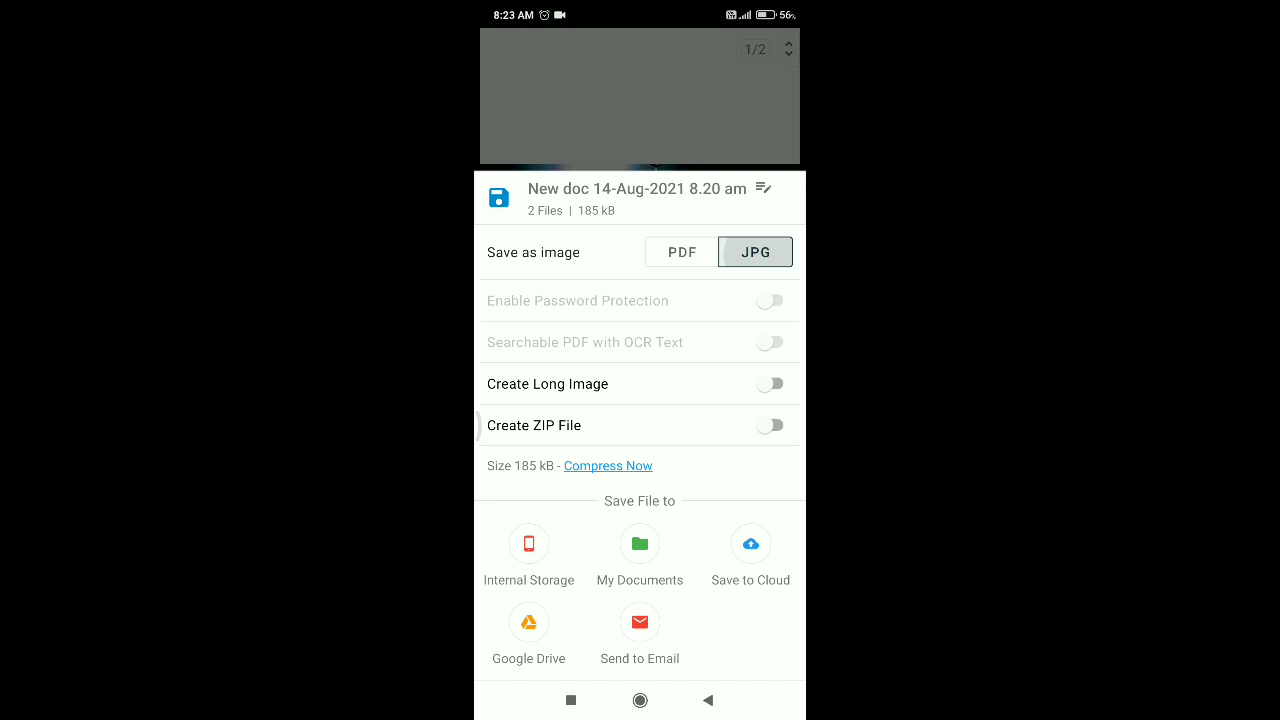 8:23 AM 56%
1/2
New doc 14-Aug-2021 8.20 am
2 Files | 185 kB
Save as image PDF JPG
Enable Password Protection
Searchable PDF with OCR Text
Create Long Image
Create ZIP File
Size 185 kB - Compress Now
Save File to
Internal Storage My Documents Save to Cloud
Google Drive Send to Email